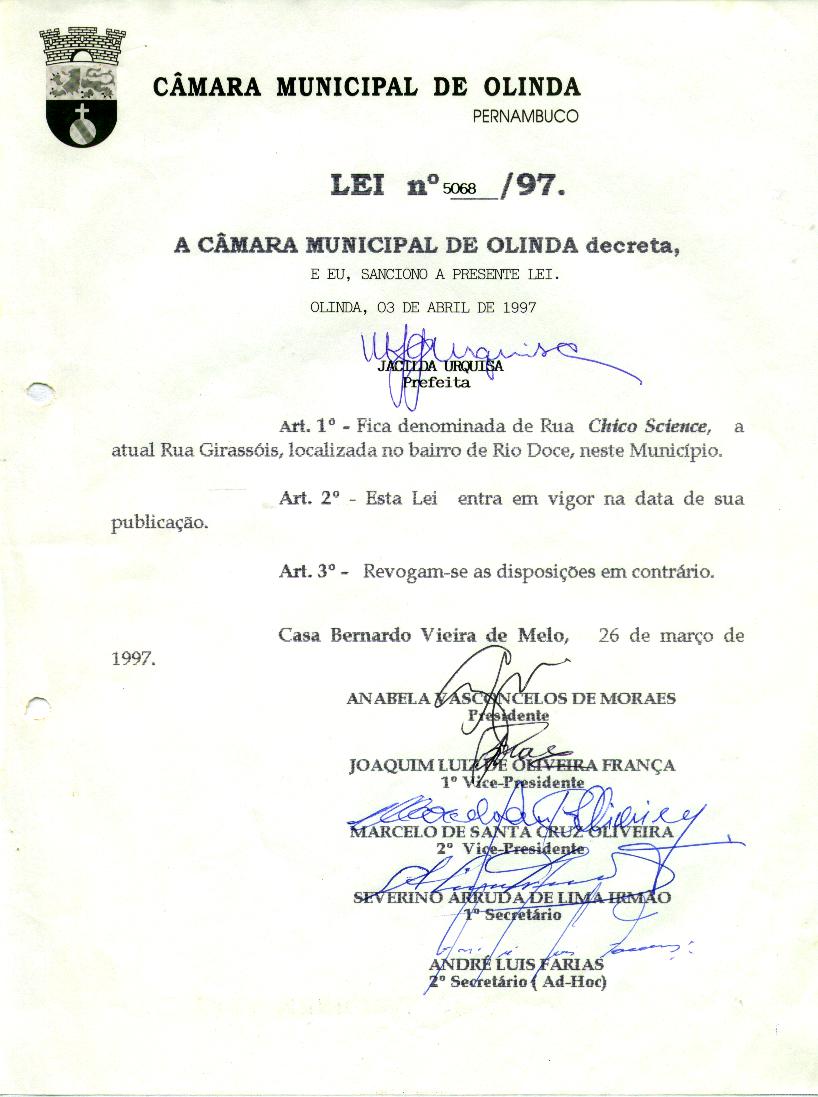 CÂMARA MUNICIPAL DE OLINDA
PERNAMBUCO
LEI nº 5068 /97.
A CÂMARA MUNICIPAL DE OLINDA decreta,
E EU, SANCIONO A PRESENTE LEI.
OLINDA, 03 DE ABRIL DE 1997
JACILDA URQUISA
Prefeita
Art. 1º - Fica denominada de Rua Chico Science, a
atual Rua Girassóis, localizada no bairro de Rio Doce, neste Município.
Art. 2º - Esta Lei entra em vigor na data de sua
publicação.
Art. 3º - Revogam-se as disposições em contrário.
Casa Bernardo Vieira de Melo, 26 de março de
1997.
ANABELA VASCONCELOS DE MORAES
Presidente
JOAQUIM LUIZ DE OLIVEIRA FRANÇA
1º Vice-Presidente
MARCELO DE SANTA CRUZ OLIVEIRA
2º Vice-Presidente
SEVERINO ARRUDA DE LIMA IRMÃO
1º Secretário
ANDRÉ LUIS FARIAS
2º Secretário ( Ad-Hoc)